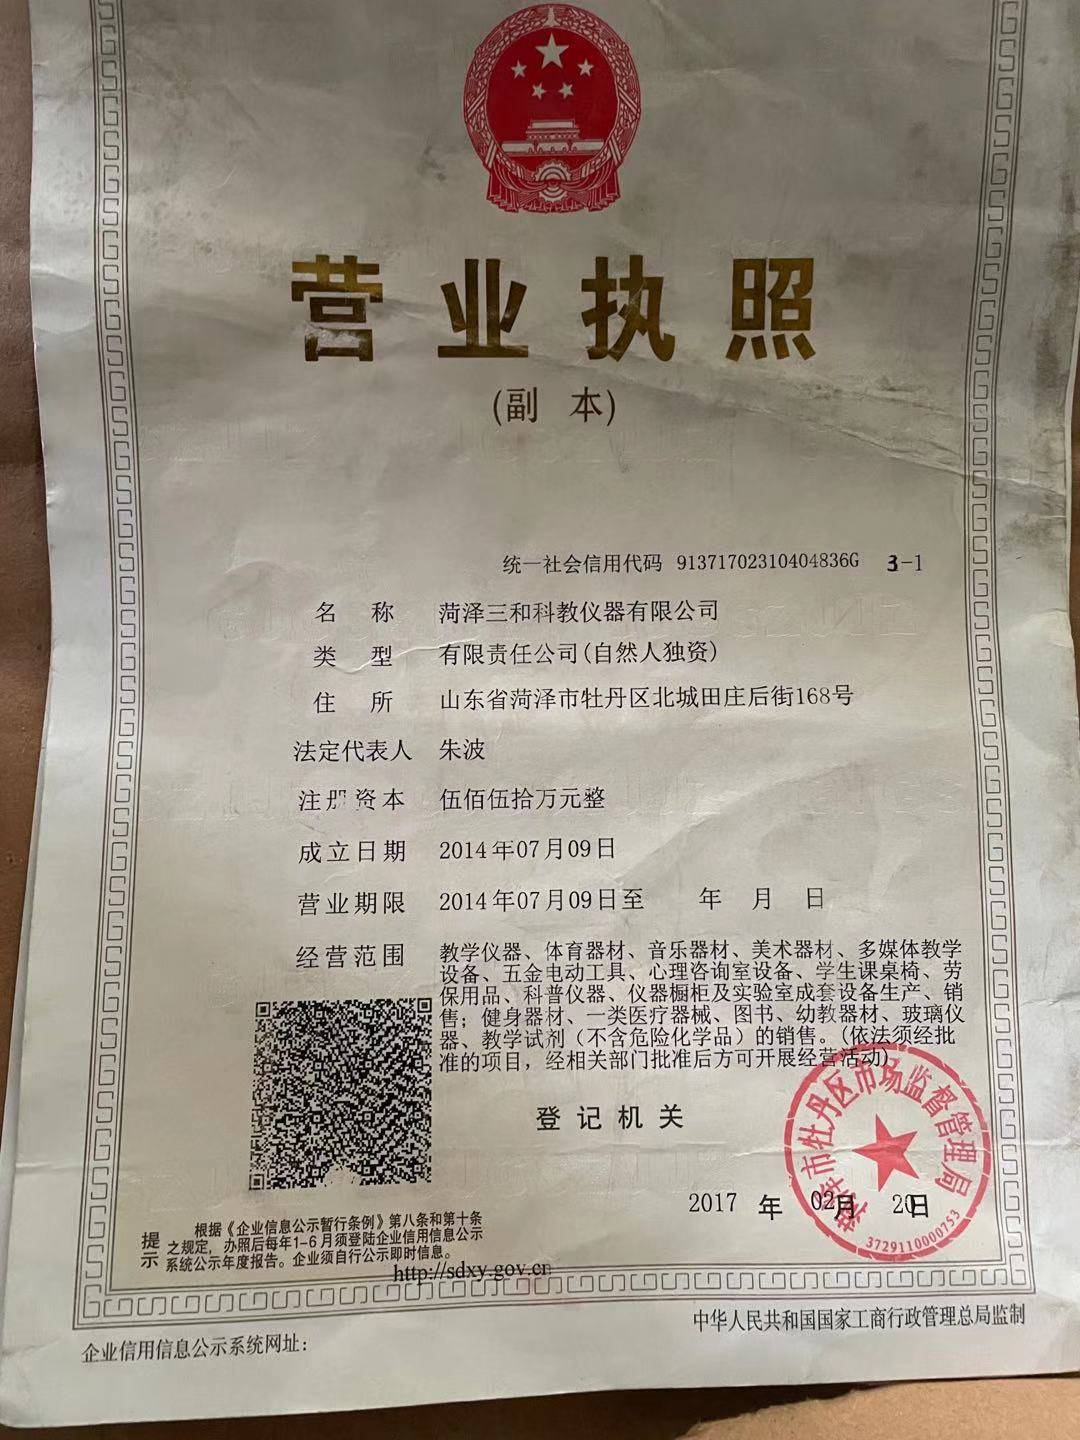 营业执照
(副 本)
统一社会信用代码 91371702310404836G 3-1
名 称 菏泽三和科教仪器有限公司
类 型 有限责任公司(自然人独资)
住 所 山东省菏泽市牡丹区北城田庄后街168号
法定代表人 朱波
注册资本 伍佰伍拾万元整
成立日期 2014年07月09日
营业期限 2014年07月09日至 年 月 日
经营范围 教学仪器、体育器材、音乐器材、美术器材、多媒体教学
设备、五金电动工具、心理咨询室设备、学生课桌椅、劳
保用品、科普仪器、仪器橱柜及实验室成套设备生产、销
售；健身器材、一类医疗器械、图书、幼教器材、玻璃仪
器、教学试剂（不含危险化学品）的销售。(依法须经批
准的项目，经相关部门批准后方可开展经营活动)
登记机关
菏泽市牡丹区市场监督管理局
3729110000753
2017 年 02月 20日
提示
根据《企业信息公示暂行条例》第八条和第十条
之规定，办照后每年1-6月须登陆企业信用信息公示
系统公示年度报告。企业须自行公示即时信息。
http://sdxy.gov.cn
企业信用信息公示系统网址：
中华人民共和国国家工商行政管理总局监制